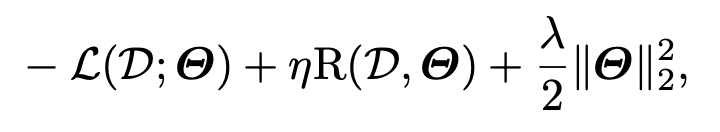 − ℒ(𝒟; 𝜣) + ηR(𝒟, 𝜣) + λ/2 ‖𝜣‖₂²,